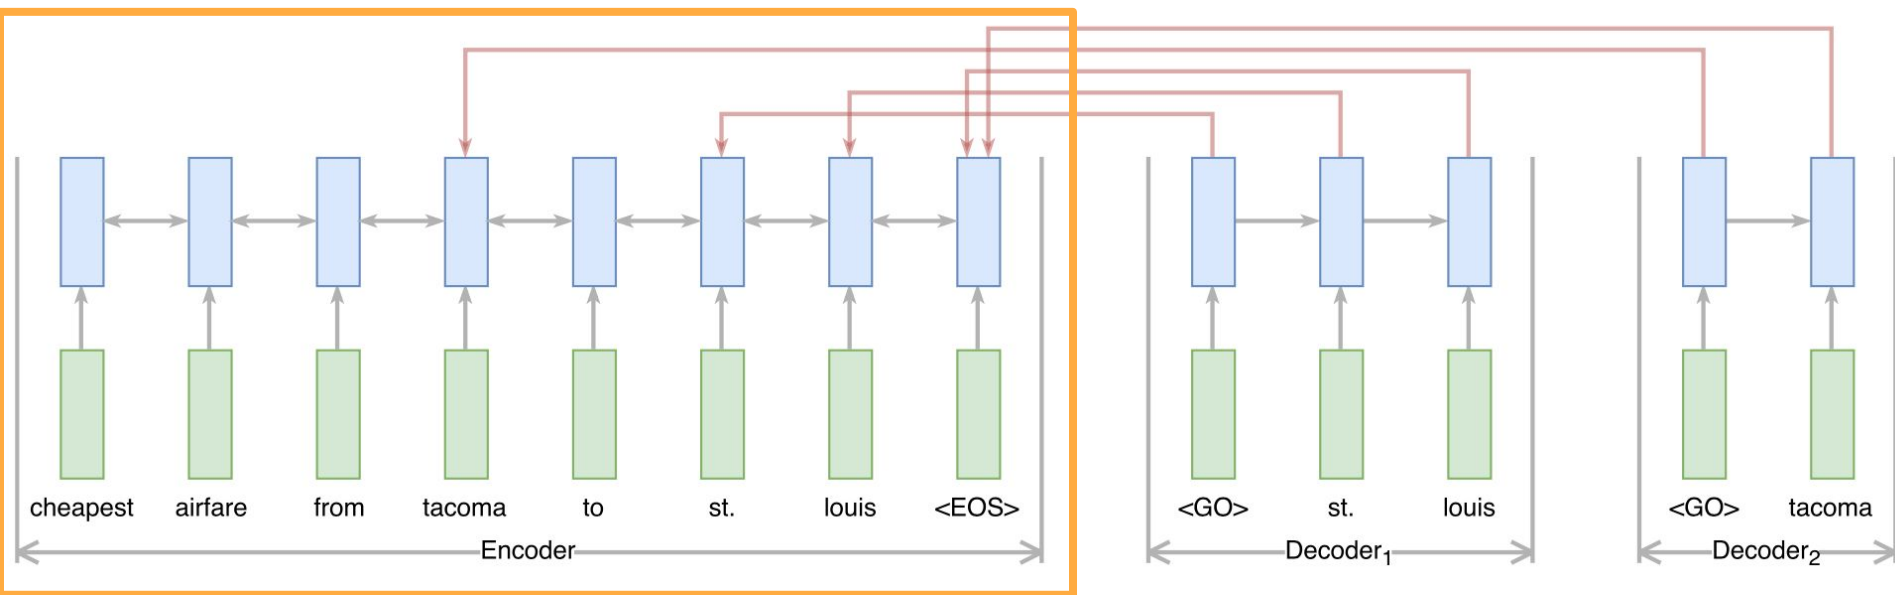 cheapest airfare from tacoma to st. louis <EOS> <GO> st. louis <GO> tacoma
Encoder Decoder1 Decoder2